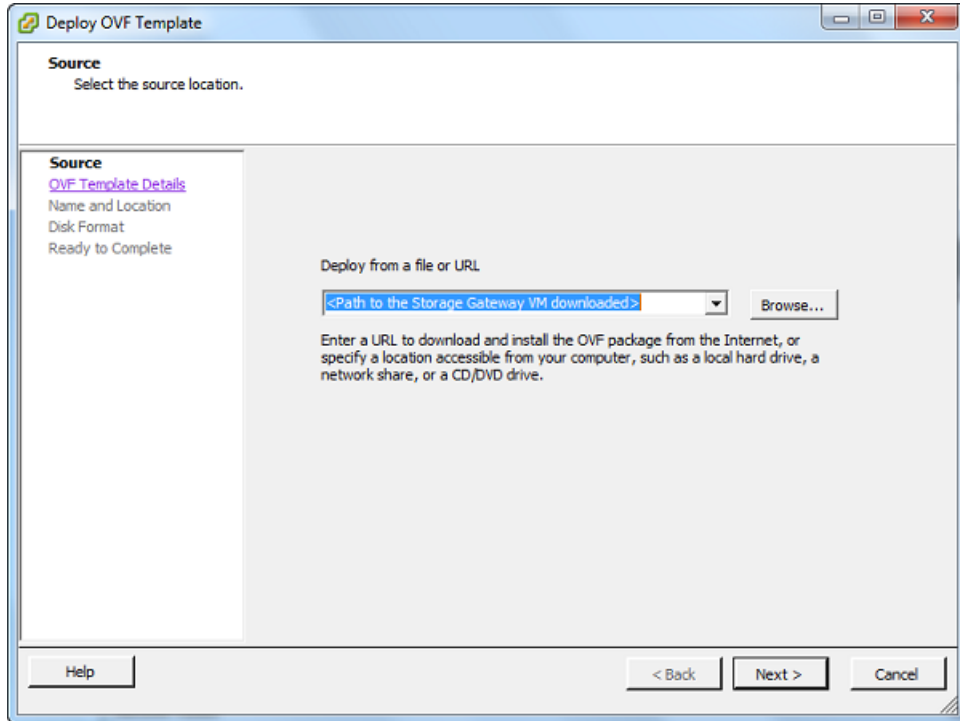 Deploy OVF Template
Source
Select the source location.
Source
OVF Template Details
Name and Location
Disk Format
Ready to Complete
Deploy from a file or URL
<Path to the Storage Gateway VM downloaded>
Browse...
Enter a URL to download and install the OVF package from the Internet, or
specify a location accessible from your computer, such as a local hard drive, a
network share, or a CD/DVD drive.
Help
< Back
Next >
Cancel